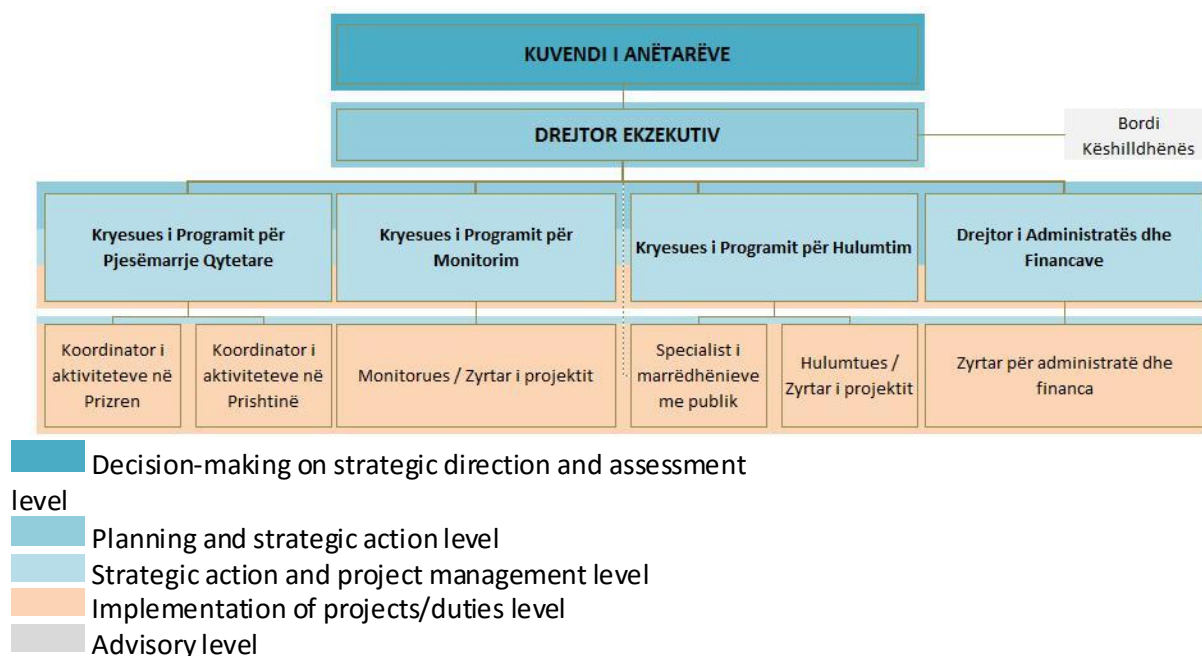 KUVENDI I ANËTARËVE
DREJTOR EKZEKUTIV
Bordi
Këshilldhënës
Kryesues i Programit për
Pjesëmarrje Qytetare
Kryesues i Programit për
Monitorim
Kryesues i Programit për Hulumtim
Drejtor i Administratës dhe
Financave
Koordinator i
aktiviteteve në
Prizren
Koordinator i
aktiviteteve në
Prishtinë
Monitorues / Zyrtar i projektit
Specialist i
marrëdhënieve
me publik
Hulumtues /
Zyrtar i projektit
Zyrtar për administratë dhe
financa
Decision-making on strategic direction and assessment
level
Planning and strategic action level
Strategic action and project management level
Implementation of projects/duties level
Advisory level